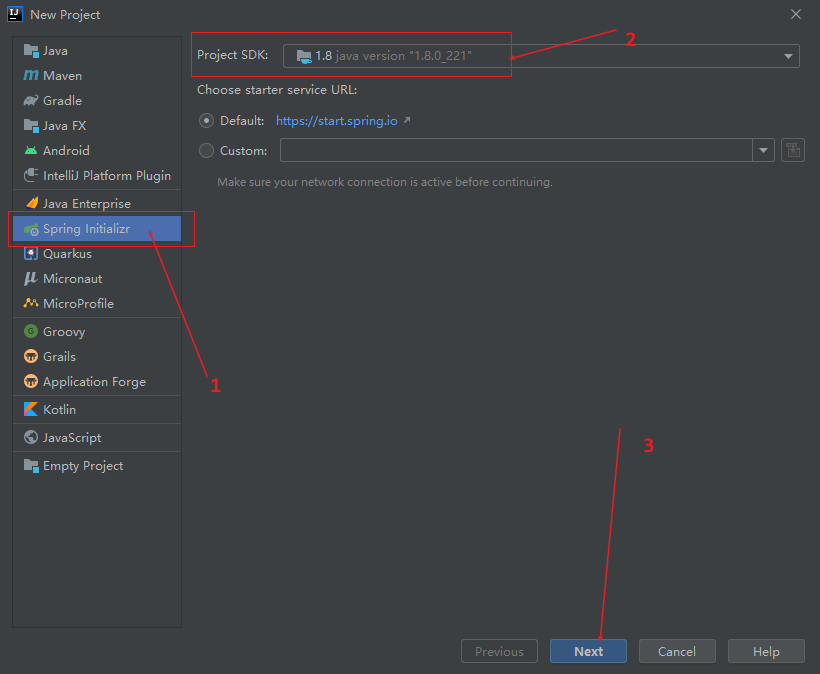 New Project
Java
Maven
Gradle
Java FX
Android
IntelliJ Platform Plugin
Java Enterprise
Spring Initializr
Quarkus
Micronaut
MicroProfile
Groovy
Grails
Application Forge
Kotlin
JavaScript
Empty Project
1
Project SDK: 1.8 java version "1.8.0_221"
2
Choose starter service URL:
Default: https://start.spring.io
Custom:
Make sure your network connection is active before continuing.
3
Previous Next Cancel Help